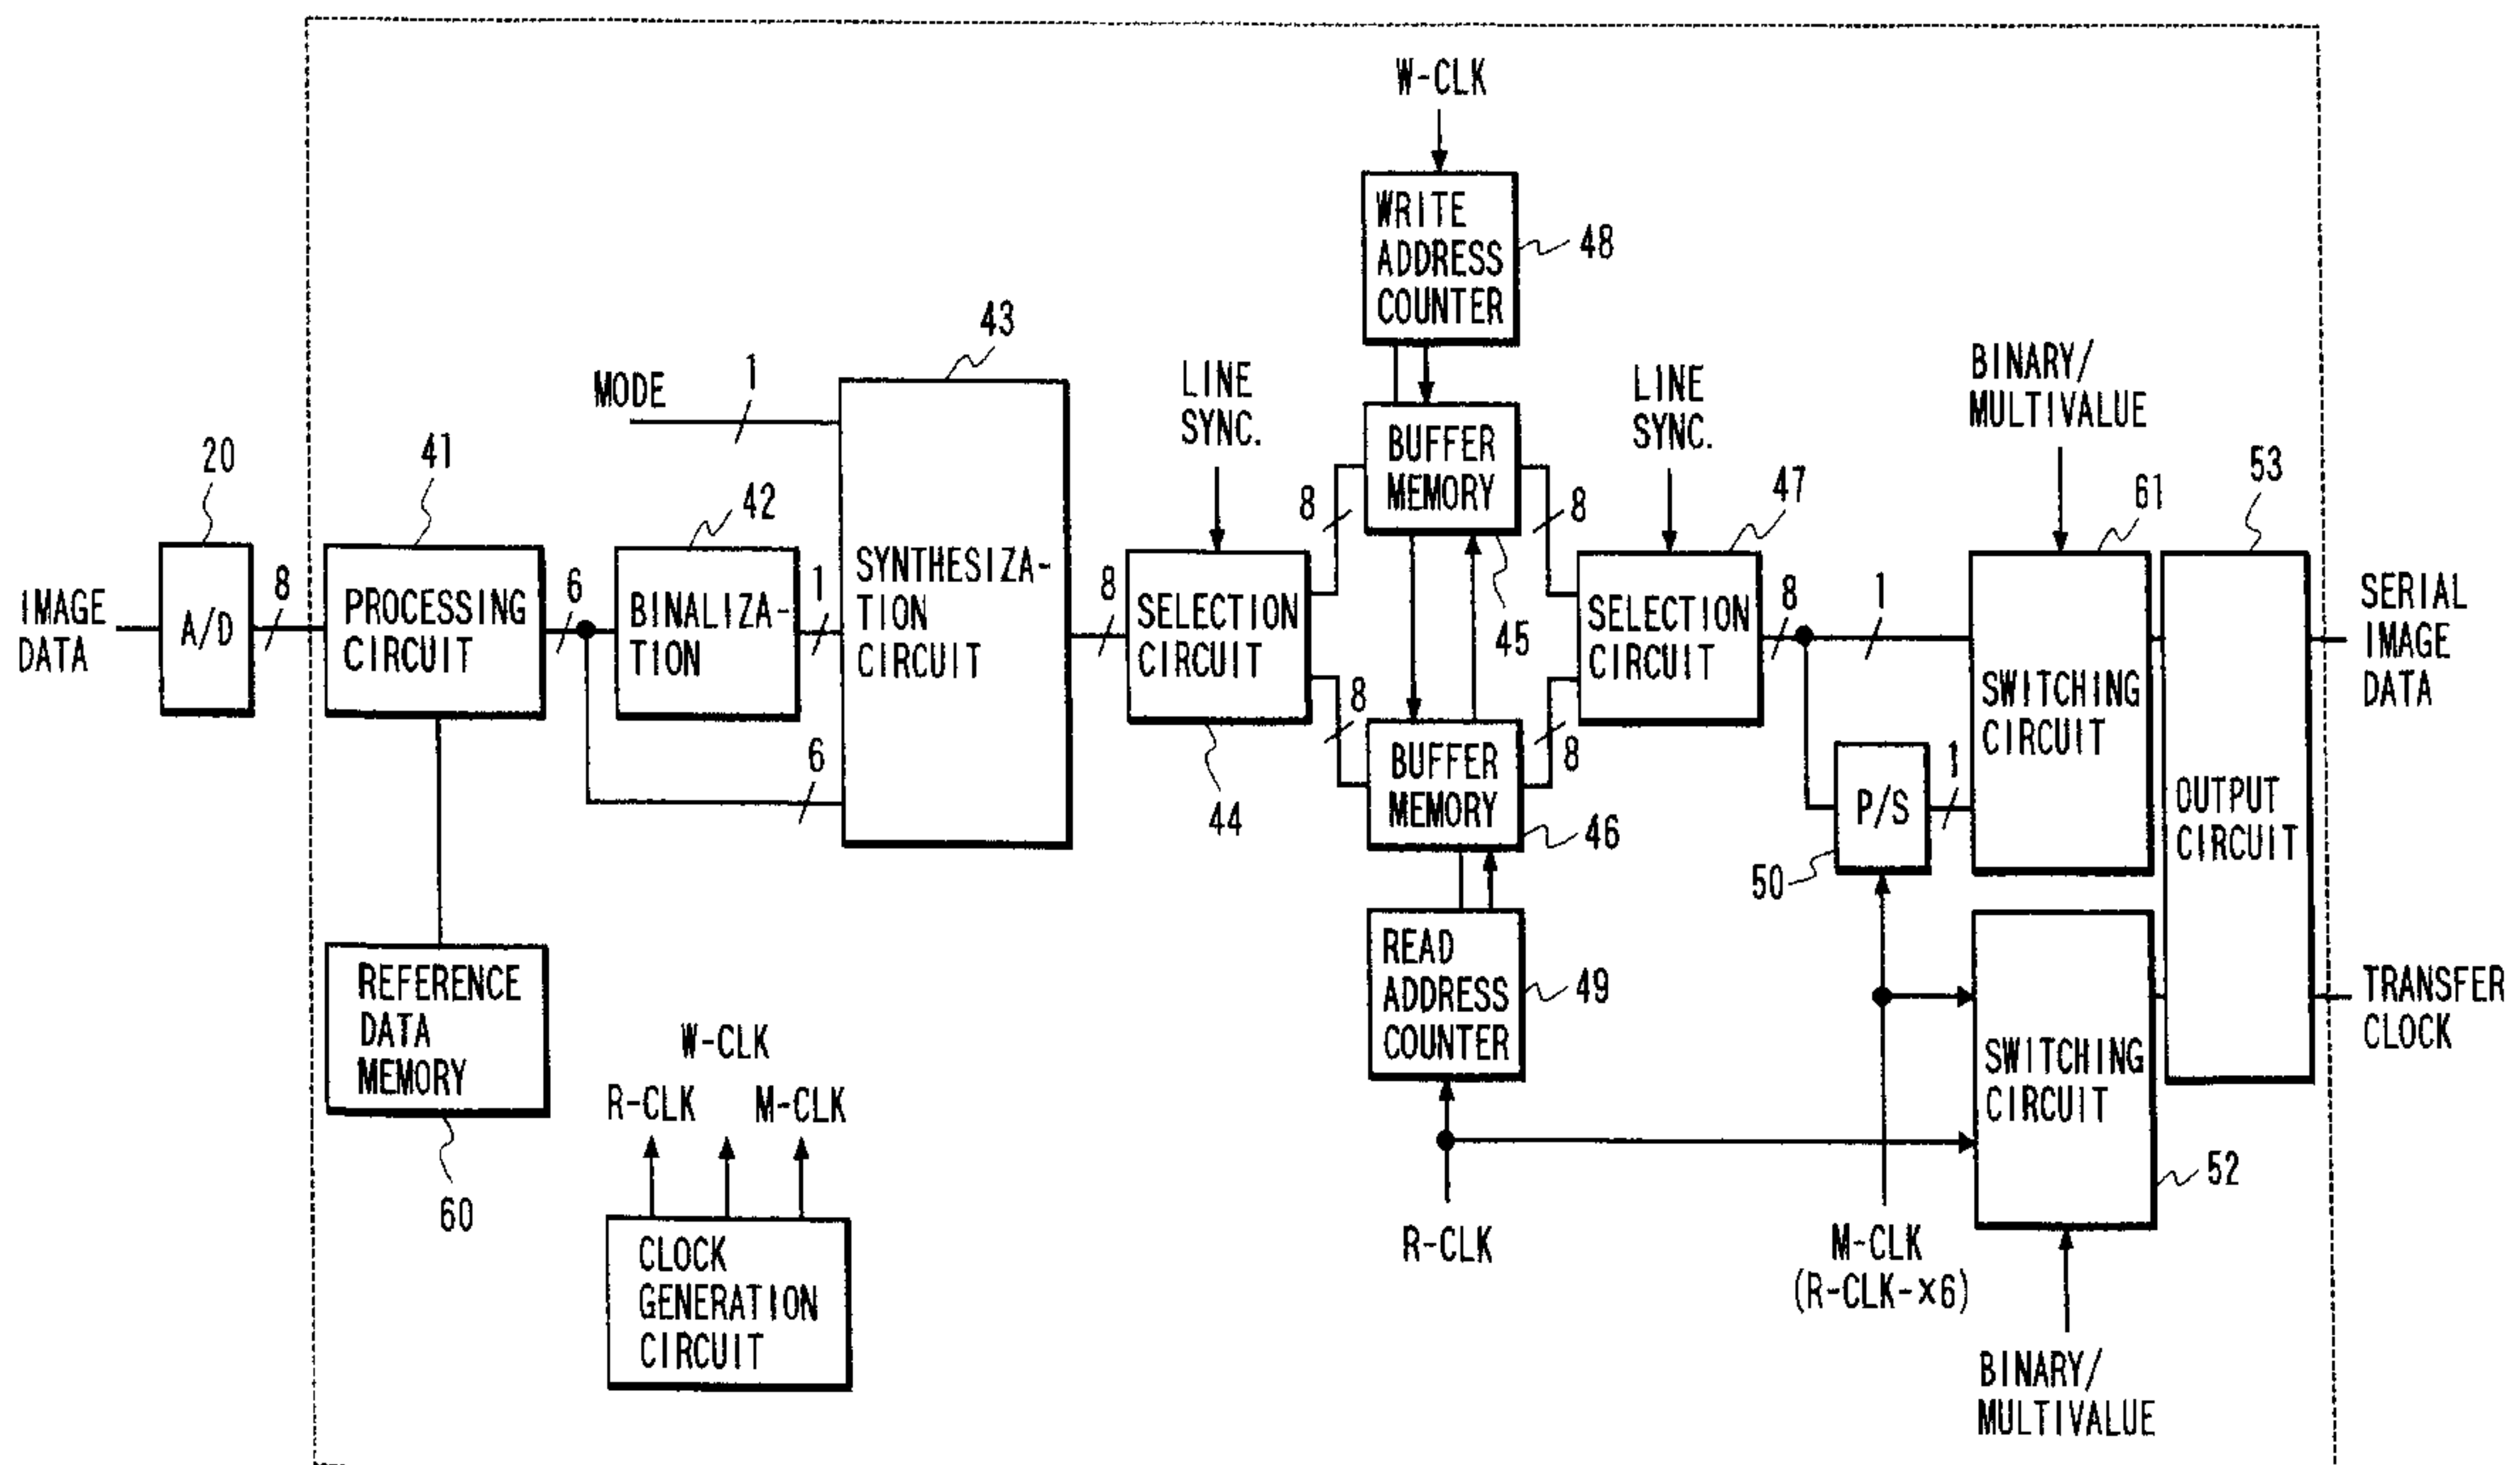 W-CLK
WRITE
ADDRESS
COUNTER
48
43
MODE
1
LINE
SYNC.
LINE
SYNC.
BINARY/
MULTIVALUE
20
41
42
BUFFER
MEMORY
8
8
45
47
61
53
IMAGE
DATA
A/D
8
PROCESSING
CIRCUIT
6
BINALIZA-
TION
1
6
SYNTHESIZA-
TION
CIRCUIT
8
SELECTION
CIRCUIT
44
8
8
BUFFER
MEMORY
46
SELECTION
CIRCUIT
8
1
P/S
50
1
SWITCHING
CIRCUIT
OUTPUT
CIRCUIT
SERIAL
IMAGE
DATA
REFERENCE
DATA
MEMORY
60
W-CLK
R-CLK
M-CLK
CLOCK
GENERATION
CIRCUIT
READ
ADDRESS
COUNTER
49
R-CLK
M-CLK
(R-CLK-x6)
SWITCHING
CIRCUIT
52
TRANSFER
CLOCK
BINARY/
MULTIVALUE